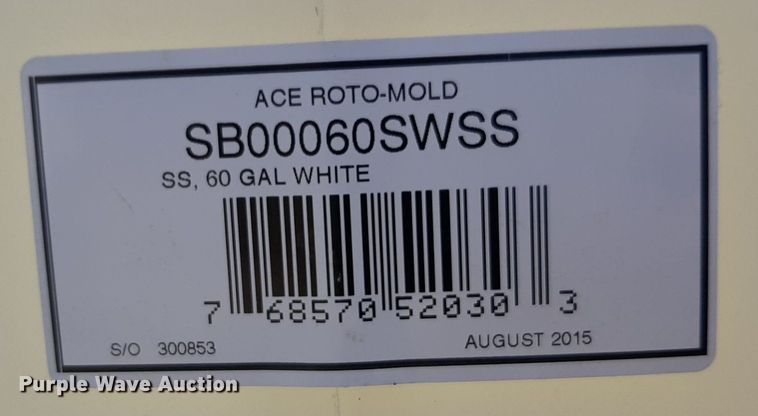 ACE ROTO-MOLD
SB00060SWSS
SS, 60 GAL WHITE
7 68570 52030 3
S/O 300853 AUGUST 2015
Purple Wave Auction